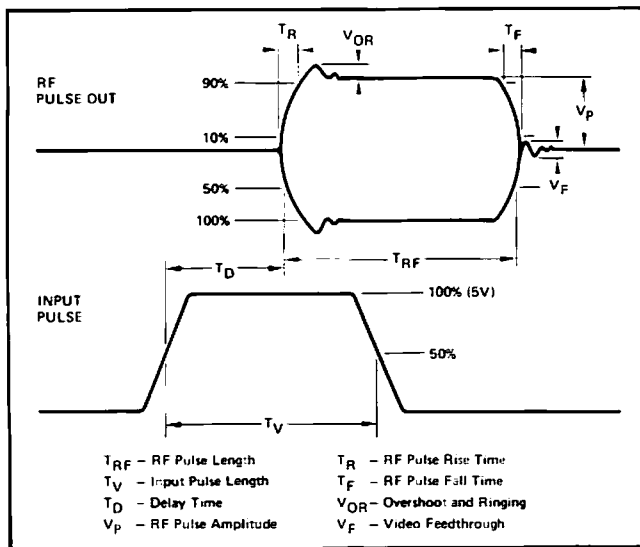 T_R
V_OR
T_F
RF PULSE OUT
90%
V_P
10%
50%
V_F
100%
T_D
T_RF
INPUT PULSE
100% (5V)
50%
T_V
T_RF – RF Pulse Length
T_V – Input Pulse Length
T_D – Delay Time
V_P – RF Pulse Amplitude
T_R – RF Pulse Rise Time
T_F – RF Pulse Fall Time
V_OR – Overshoot and Ringing
V_F – Video Feedthrough